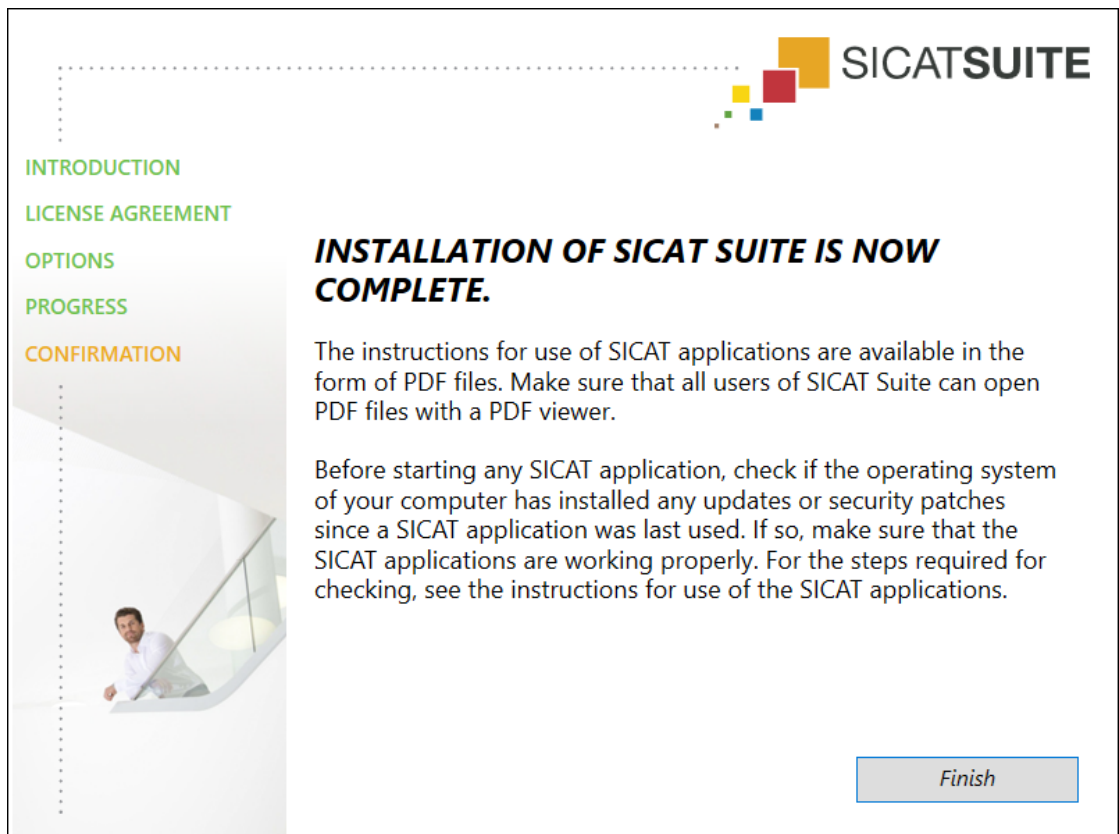 SICATSUITE
INTRODUCTION
LICENSE AGREEMENT
OPTIONS
PROGRESS
CONFIRMATION
INSTALLATION OF SICAT SUITE IS NOW
COMPLETE.
The instructions for use of SICAT applications are available in the
form of PDF files. Make sure that all users of SICAT Suite can open
PDF files with a PDF viewer.
Before starting any SICAT application, check if the operating system
of your computer has installed any updates or security patches
since a SICAT application was last used. If so, make sure that the
SICAT applications are working properly. For the steps required for
checking, see the instructions for use of the SICAT applications.
Finish